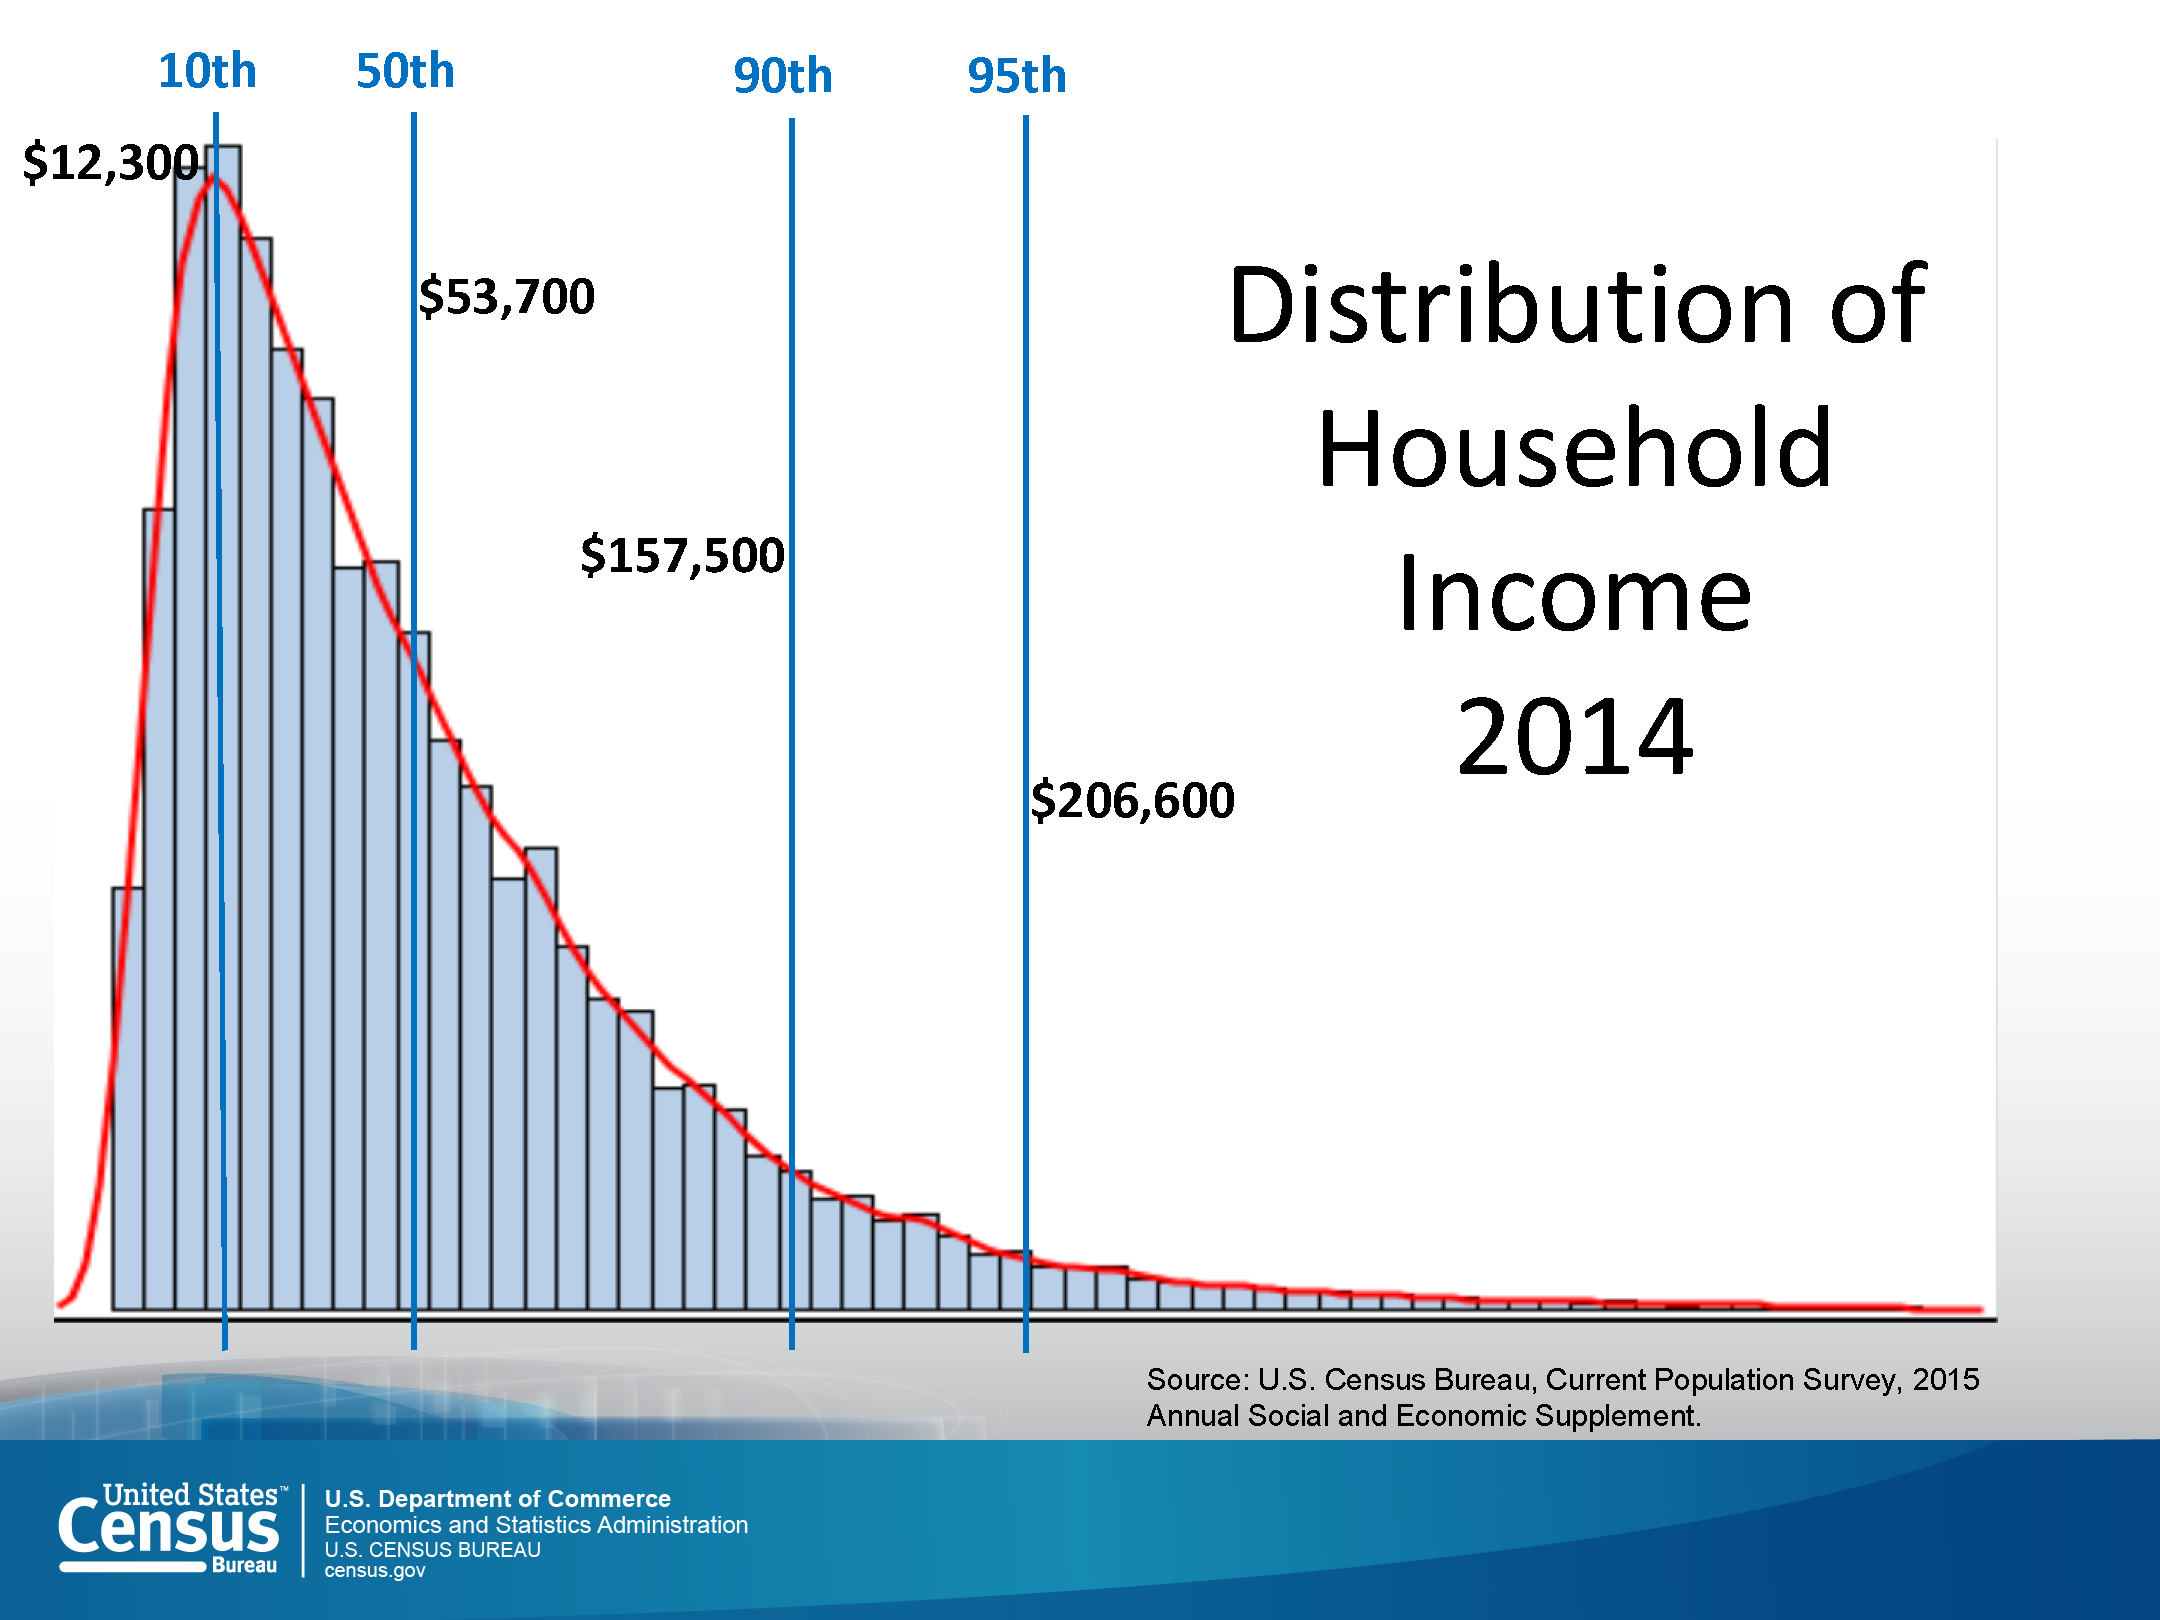 10th 50th 90th 95th
$12,300
$53,700
$157,500
$206,600
Distribution of
Household
Income
2014
Source: U.S. Census Bureau, Current Population Survey, 2015
Annual Social and Economic Supplement.
United States™
Census
Bureau
U.S. Department of Commerce
Economics and Statistics Administration
U.S. CENSUS BUREAU
census.gov